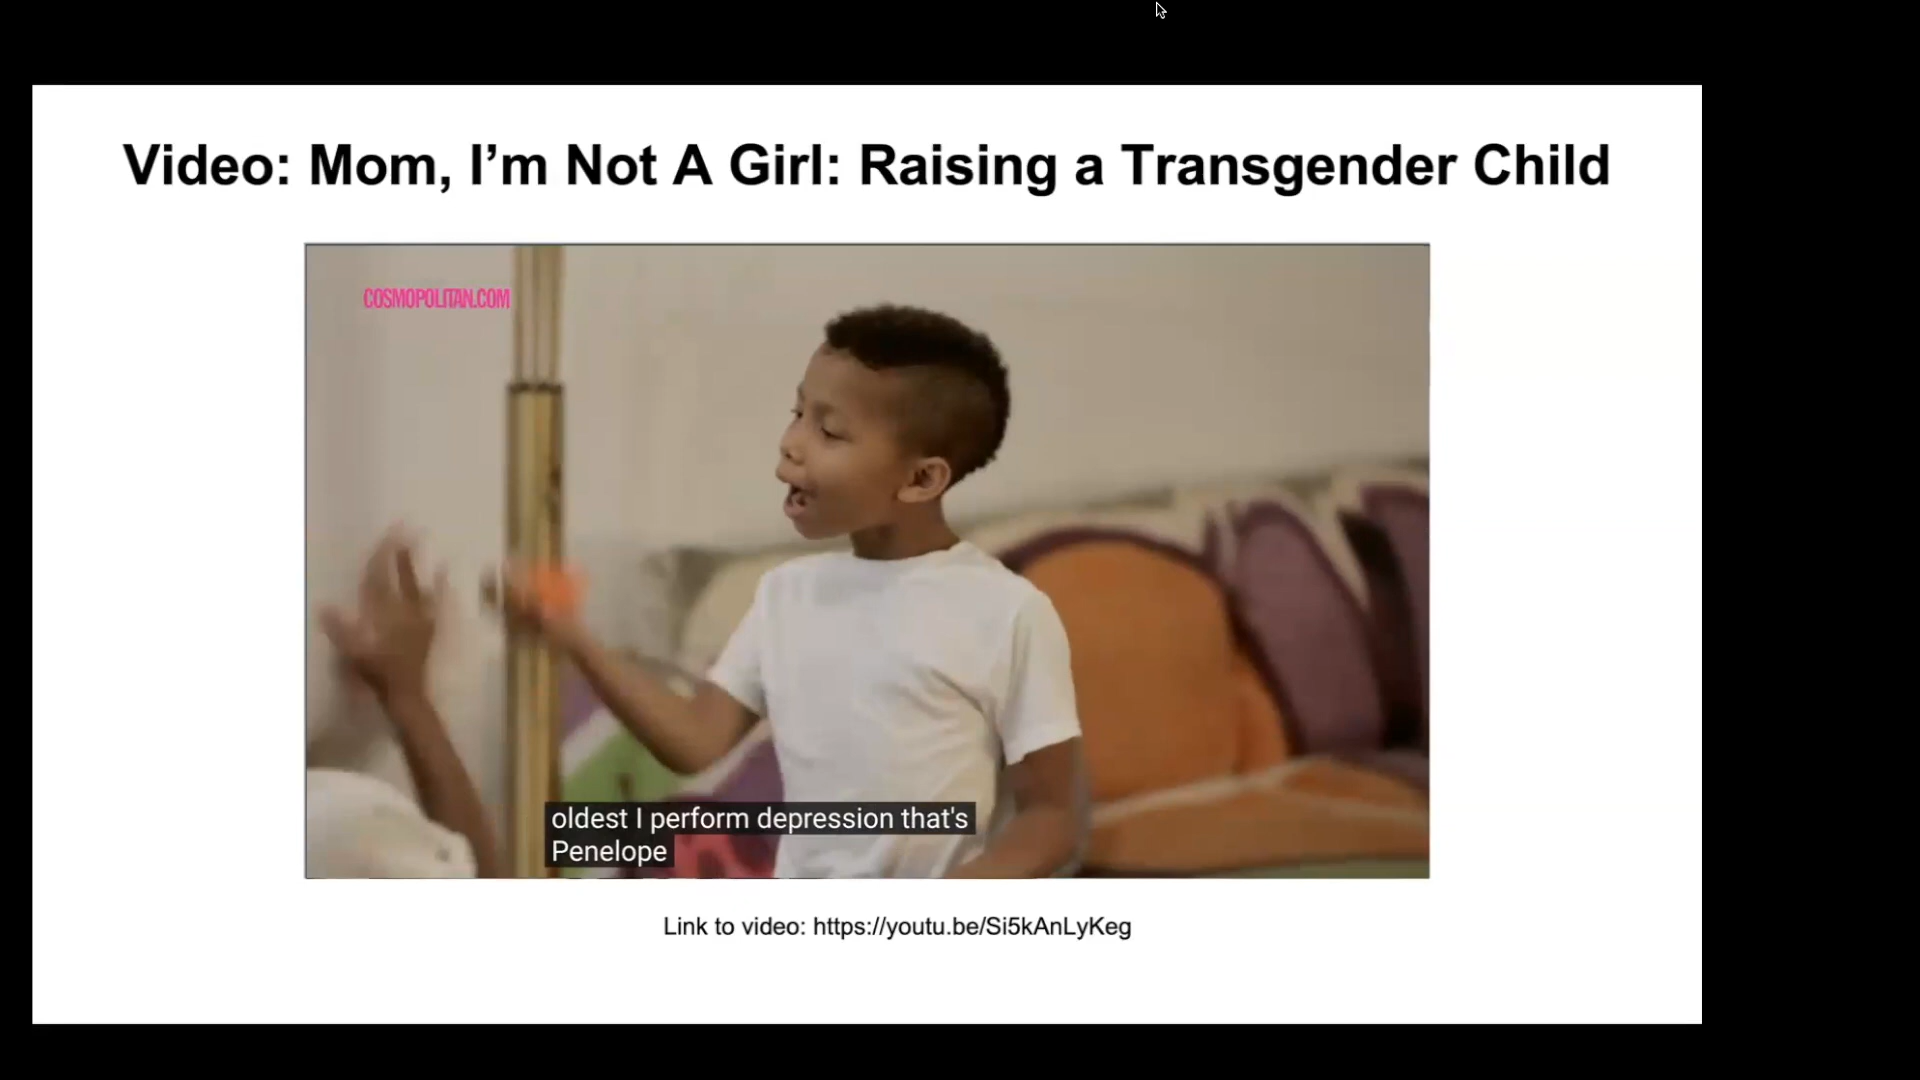 Video: Mom, I’m Not A Girl: Raising a Transgender Child
COSMOPOLITAN.COM
oldest I perform depression that's
Penelope
Link to video: https://youtu.be/Si5kAnLyKeg